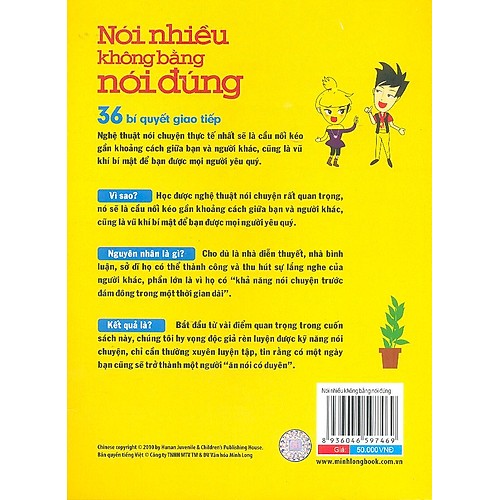 Nói nhiều
không bằng
nói đúng
36 bí quyết giao tiếp
Nghệ thuật nói chuyện thực tế nhất sẽ là cầu nối kéo
gần khoảng cách giữa bạn và người khác, cũng là vũ
khí bí mật để bạn được mọi người yêu quý.
Vì sao? Học được nghệ thuật nói chuyện rất quan trọng,
nó sẽ là cầu nối kéo gần khoảng cách giữa bạn và người khác,
cũng là vũ khí bí mật để bạn được mọi người yêu quý.
Nguyên nhân là gì? Cho dù là nhà diễn thuyết, nhà bình
luận, sở dĩ họ có thể thành công và thu hút sự lắng nghe của
người khác, phần lớn là vì họ có "khả năng nói chuyện trước
đám đông trong một thời gian dài".
Kết quả là? Bắt đầu từ vài điểm quan trọng trong cuốn
sách này, chúng tôi hy vọng độc giả rèn luyện được kỹ năng nói
chuyện, chỉ cần thường xuyên luyện tập, tin rằng có một ngày
bạn cũng sẽ trở thành một người "ăn nói có duyên".
Chinese copyright © 2010 by Hunan Juvenile & Children's Publishing House.
Bản quyền tiếng Việt © Công ty TNHH MTV TM & DV Văn hóa Minh Long
Nói nhiều không bằng nói đúng
8 936046 597469
Giá 50.000VNĐ
www.minhlongbook.com.vn